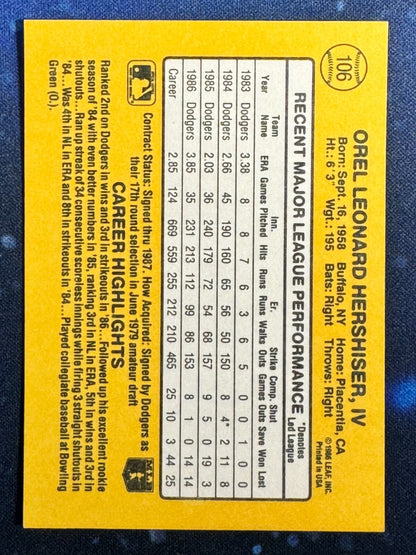 106
OREL LEONARD HERSHISER, IV
Born: Sept. 16, 1958 Buffalo, NY Home: Placentia, CA
Ht.: 6' 3" Wgt.: 195 Bats: Right Throws: Right
©1986 LEAF, INC.
Printed in USA
RECENT MAJOR LEAGUE PERFORMANCE
*Denotes
Led League
Team Inn. Er. Strike Comp. Shut
Year Name ERA Games Pitched Hits Runs Runs Walks Outs Games Outs Save Won Lost
1983 Dodgers 3.38 8 8 7 6 3 6 5 0 0 1 0 0
1984 Dodgers 2.66 45 190 160 65 56 50 150 8 4* 2 11 8
1985 Dodgers 2.03 36 240 179 72 54 68 157 9 5 0 19 3
1986 Dodgers 3.85 35 231 213 112 99 86 153 8 1 0 14 14
Career 2.85 124 669 559 255 212 210 465 25 10 3 44 25
Contract Status: Signed thru 1987. How Acquired: Signed by Dodgers as
their 17th round selection in June 1979 amateur draft
CAREER HIGHLIGHTS
Ranked 2nd on Dodgers in wins and 3rd in strikeouts in '86...Followed up his excellent rookie
season of '84 with even better numbers in '85, ranking 3rd in NL in ERA, 5th in wins and 3rd in
shutouts...Ran up streak of 34 consecutive scoreless innings while firing 3 straight shutouts in
'84...Was 4th in NL in ERA and 8th in strikeouts in '84...Played collegiate baseball at Bowling
Green (O.).